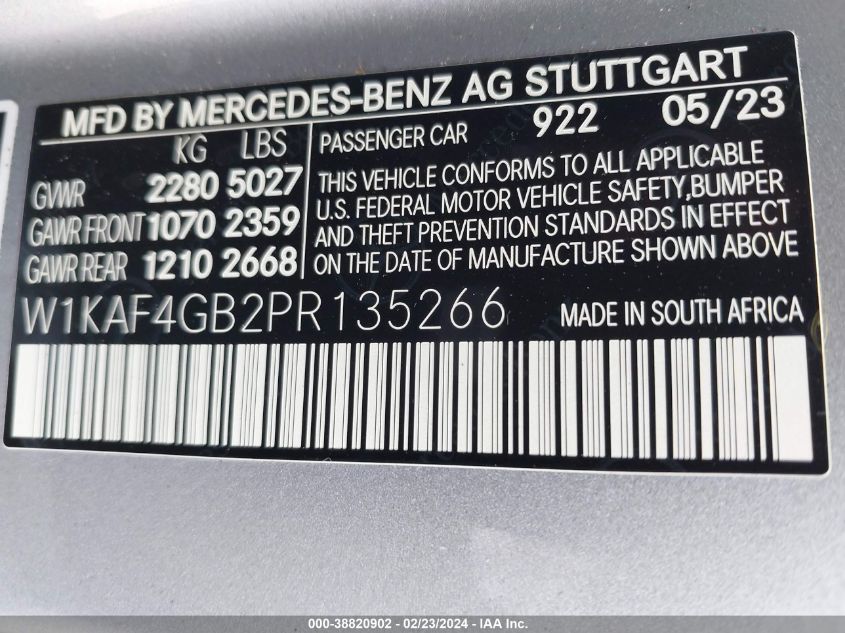 MFD BY MERCEDES-BENZ AG STUTTGART
KG LBS
GVWR 2280 5027
GAWR FRONT 1070 2359
GAWR REAR 1210 2668
PASSENGER CAR 922 05/23
THIS VEHICLE CONFORMS TO ALL APPLICABLE
U.S. FEDERAL MOTOR VEHICLE SAFETY,BUMPER
AND THEFT PREVENTION STANDARDS IN EFFECT
ON THE DATE OF MANUFACTURE SHOWN ABOVE
W1KAF4GB2PR135266 MADE IN SOUTH AFRICA
000-38820902 - 02/23/2024 - IAA Inc.